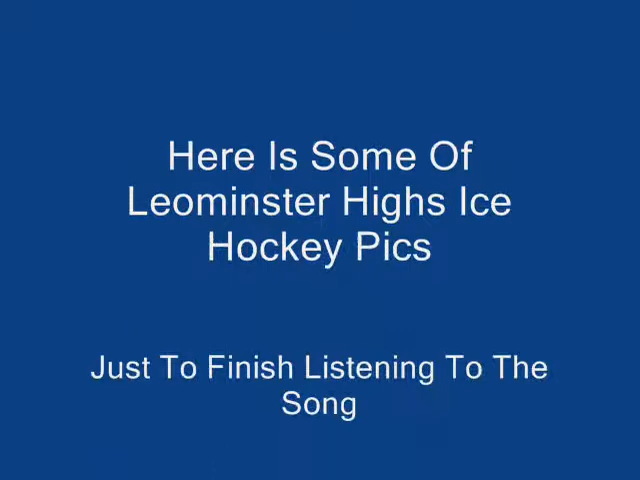 Here Is Some Of
Leominster Highs Ice
Hockey Pics
Just To Finish Listening To The
Song